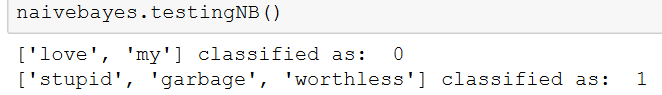 naivebayes.testingNB()
['love', 'my'] classified as:  0
['stupid', 'garbage', 'worthless'] classified as:  1